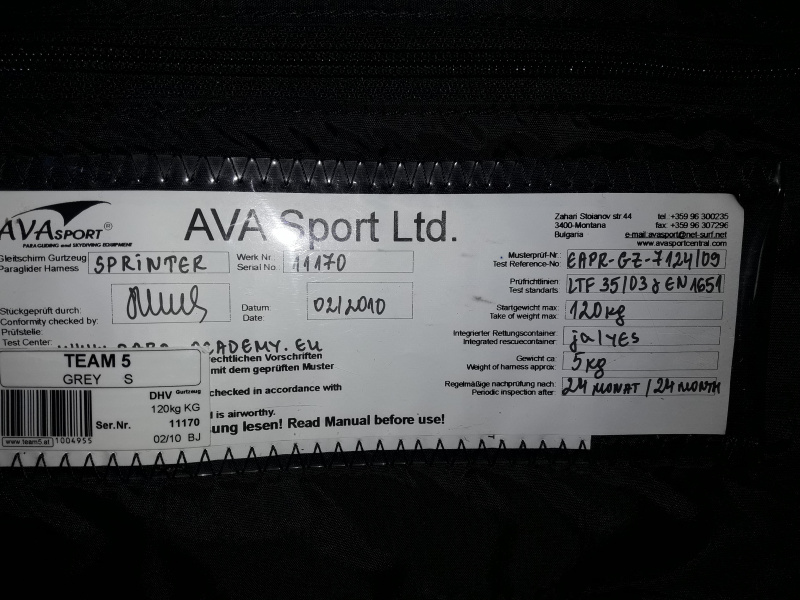 AVASPORT®
PARAGLIDING and SKYDIVING EQUIPMENT
AVA Sport Ltd.
Zahari Stoianov str.44
3400-Montana
Bulgaria
tel.:+359 96 300235
fax:+359 96 307296
e-mail:avasport@net-surf.net
www.avasportcentral.com
Gleitschirm Gurtzeug
Paraglider Harness
SPRINTER
Werk Nr.
Serial No.
11170
Stückgeprüft durch:
Conformity checked by:
Datum
Date:
02/2010
Prüfstelle:
Test Center:
ACADEMY.EU
Musterprüf-Nr.
Test Reference-No:
EAPR-GZ-7124/09
Prüfrichtlinien:
Test standarts
LTF 35/03 & EN 1651
Startgewicht max:
Take of weight max:
120kg
Integrierter Rettungscontainer:
Integrated rescuecontainer:
ja/yes
Gewicht ca:
Weight of harness approx:
5kg
Regelmäßige nachprüfung nach:
Periodic inspection after
24 MONAT / 24 MONTH
rechtlichen Vorschriften
mit dem geprüften Muster
checked in accordance with
is airworthy.
ung lesen! Read Manual before use!
TEAM 5
GREY S
DHV Gurtzeug
120kg KG
Ser.Nr. 11170
02/10 BJ
www.team5.at
1004955